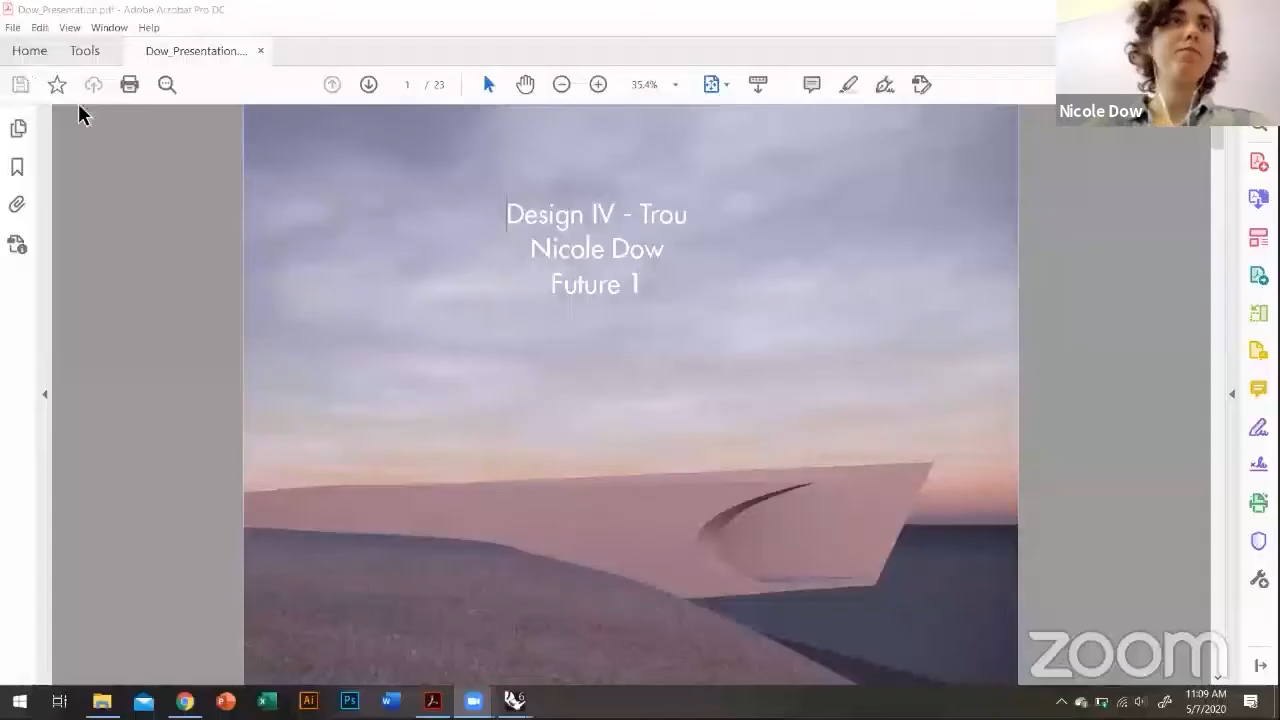 Dow_Presentation.pdf - Adobe Acrobat Pro DC
File Edit View Window Help
Home Tools Dow_Presentation.... ×
1 / 23 35.4%
Nicole Dow
Design IV - Trou
Nicole Dow
Future 1
zoom
11:09 AM
5/7/2020